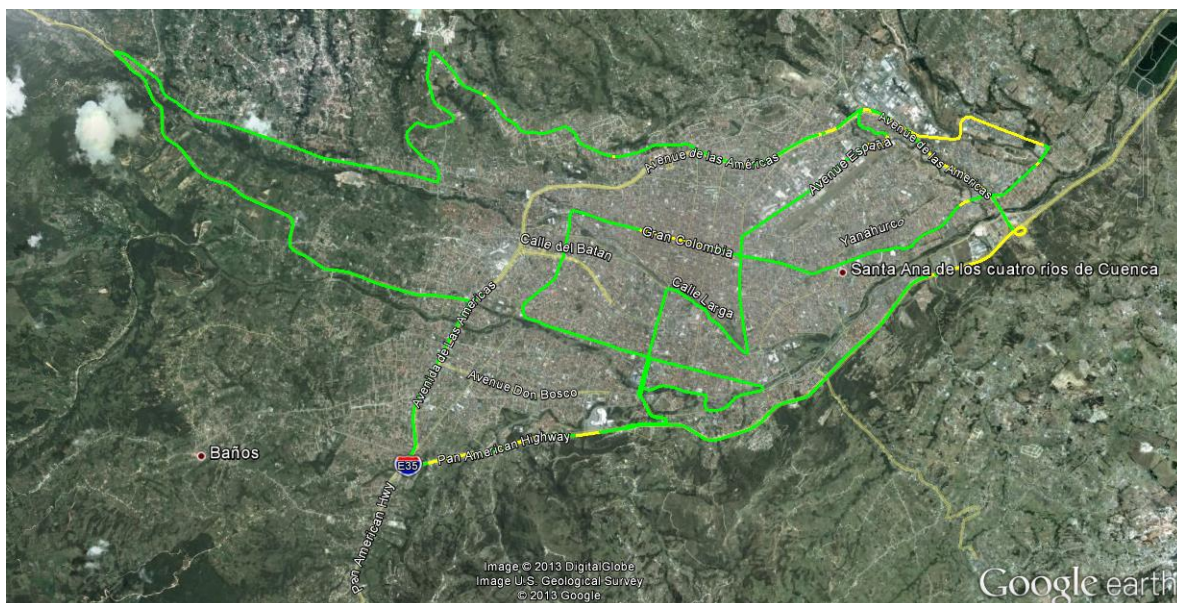 Avenue de las Américas
Avenue España
Avenue de las Americas
Gran Colombia
Yanahurco
Calle del Batan
Santa Ana de los cuatro ríos de Cuenca
Calle Larga
Avenida de Las Américas
Avenue Don Bosco
Pan American Highway
Baños
E35
Pan American Hwy
Image © 2013 DigitalGlobe
Image U.S. Geological Survey
© 2013 Google
Google earth